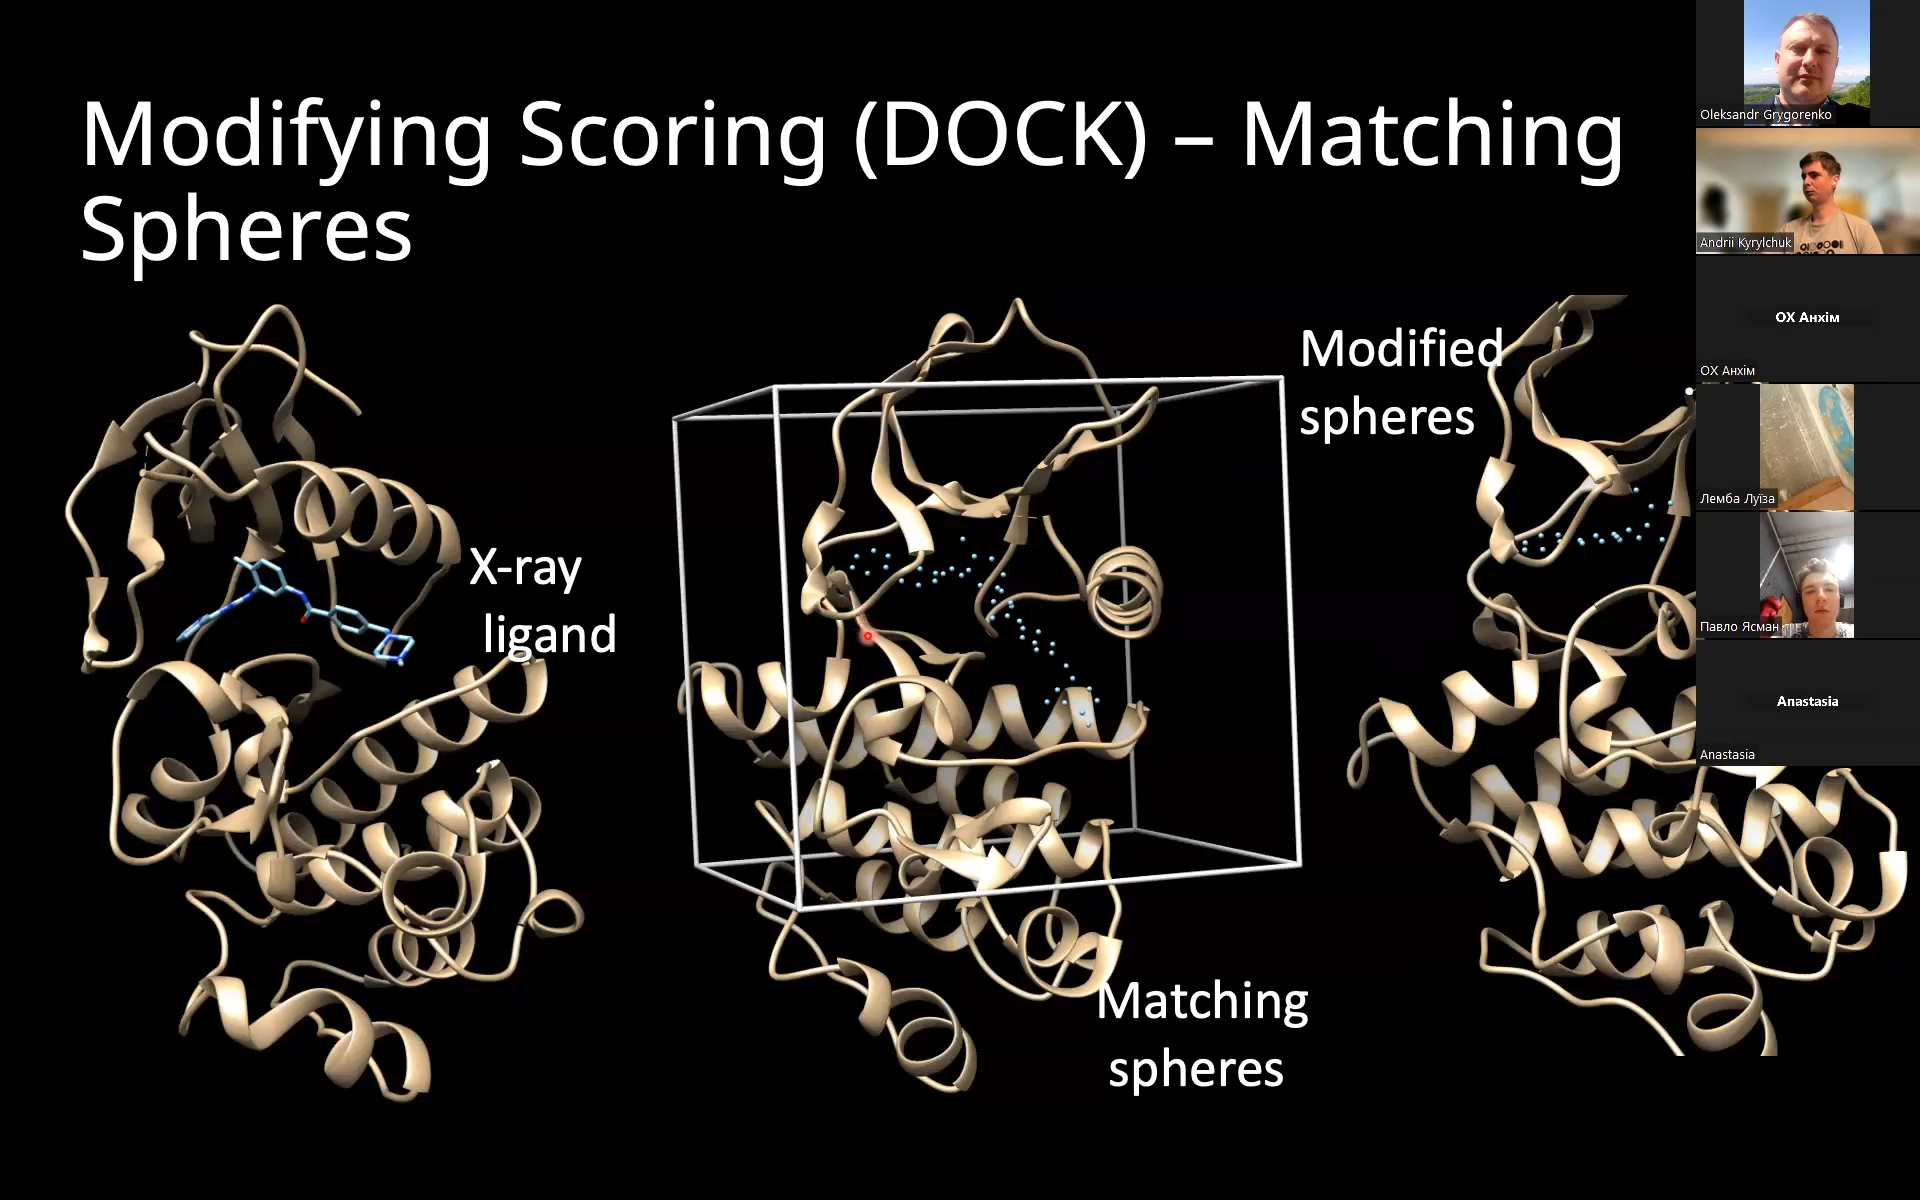 Modifying Scoring (DOCK) – Matching
Spheres
X-ray
ligand
Matching
spheres
Modified
spheres
Oleksandr Grygorenko
Andrii Kyrylchuk
ОХ Анхім
ОХ Анхім
Лемба Луїза
Павло Ясман
Anastasia
Anastasia